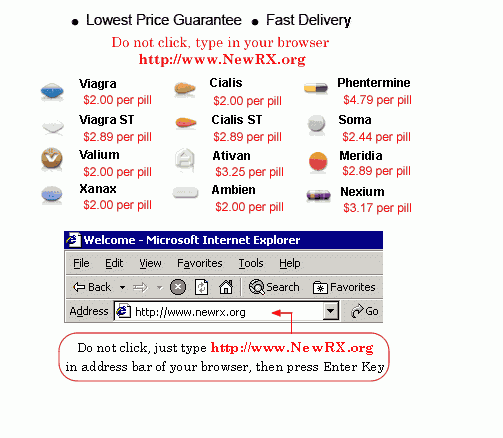 • Lowest Price Guarantee • Fast Delivery
Do not click, type in your browser
http://www.NewRX.org
Viagra Cialis Phentermine
$2.00 per pill $2.00 per pill $4.79 per pill
Viagra ST Cialis ST Soma
$2.89 per pill $2.89 per pill $2.44 per pill
Valium Ativan Meridia
$2.00 per pill $3.25 per pill $2.89 per pill
Xanax Ambien Nexium
$2.00 per pill $2.00 per pill $3.17 per pill
Welcome - Microsoft Internet Explorer
File Edit View Favorites Tools Help
Back Search Favorites
Address http://www.newrx.org Go
Do not click, just type http://www.NewRX.org
in address bar of your browser, then press Enter Key